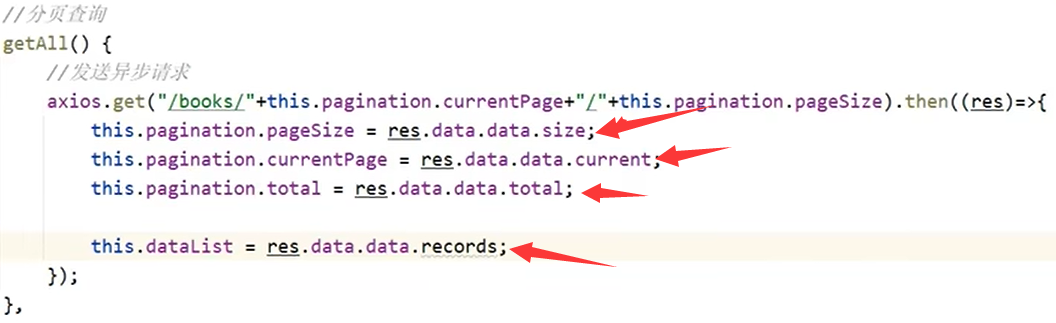 //分页查询
getAll() {
//发送异步请求
axios.get("/books/"+this.pagination.currentPage+"/"+this.pagination.pageSize).then((res)=>{
this.pagination.pageSize = res.data.data.size;
this.pagination.currentPage = res.data.data.current;
this.pagination.total = res.data.data.total;
this.dataList = res.data.data.records;
});
},